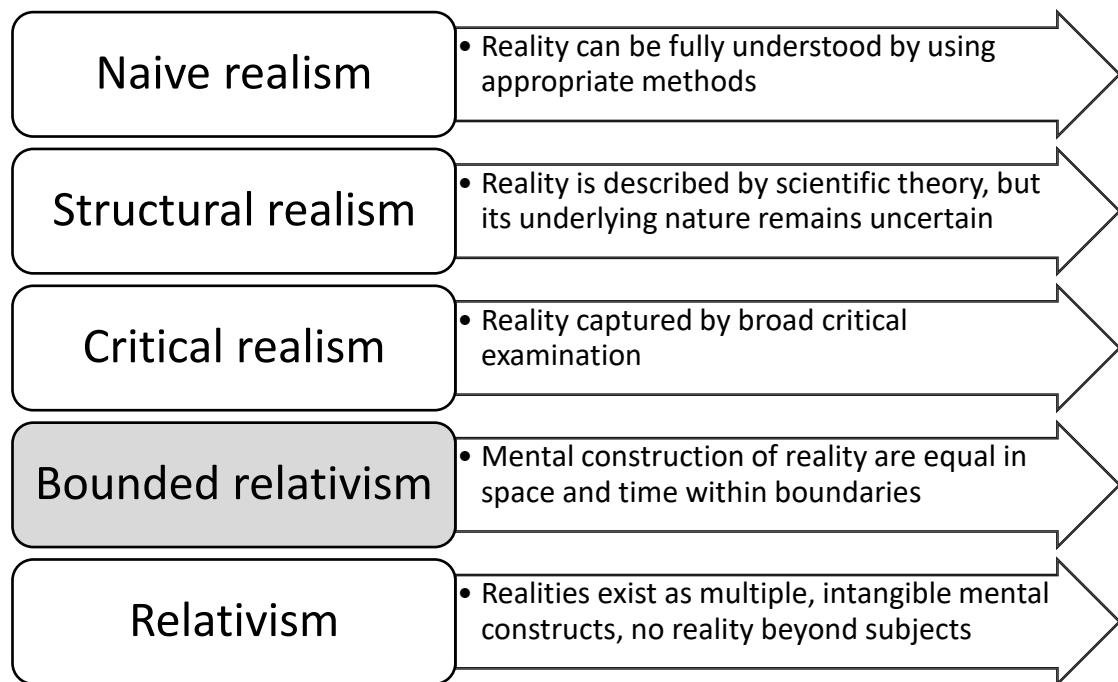 Naive realism
• Reality can be fully understood by using
appropriate methods
Structural realism
• Reality is described by scientific theory, but
its underlying nature remains uncertain
Critical realism
• Reality captured by broad critical
examination
Bounded relativism
• Mental construction of reality are equal in
space and time within boundaries
Relativism
• Realities exist as multiple, intangible mental
constructs, no reality beyond subjects